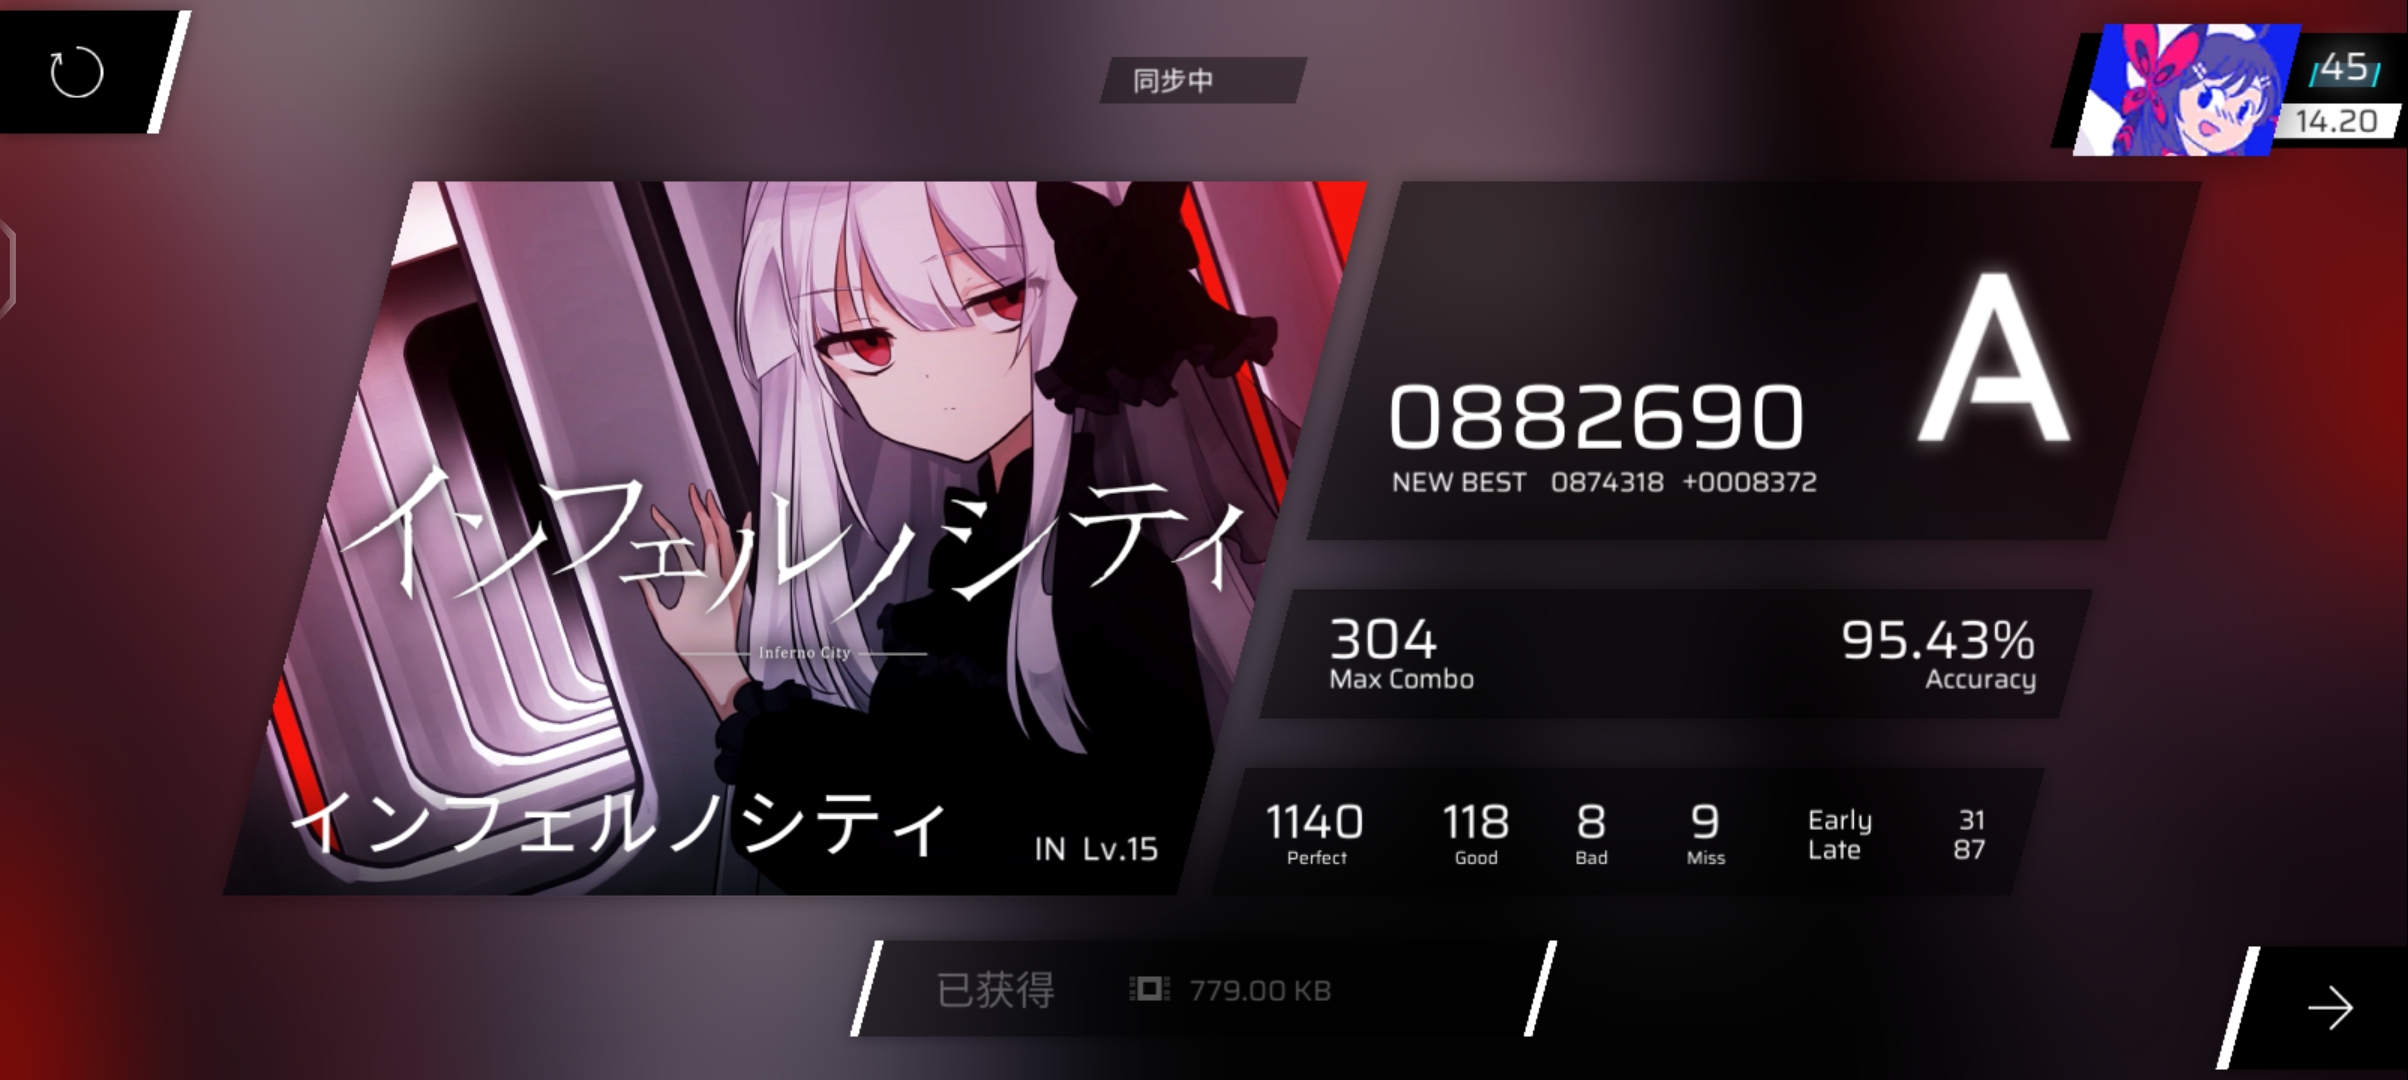 同步中
45
14.20
インフェルノシティ
Inferno City
インフェルノシティ IN Lv.15
A
0882690
NEW BEST 0874318 +0008372
304 95.43%
Max Combo Accuracy
1140 118 8 9 Early 31
Perfect Good Bad Miss Late 87
已获得 779.00 KB